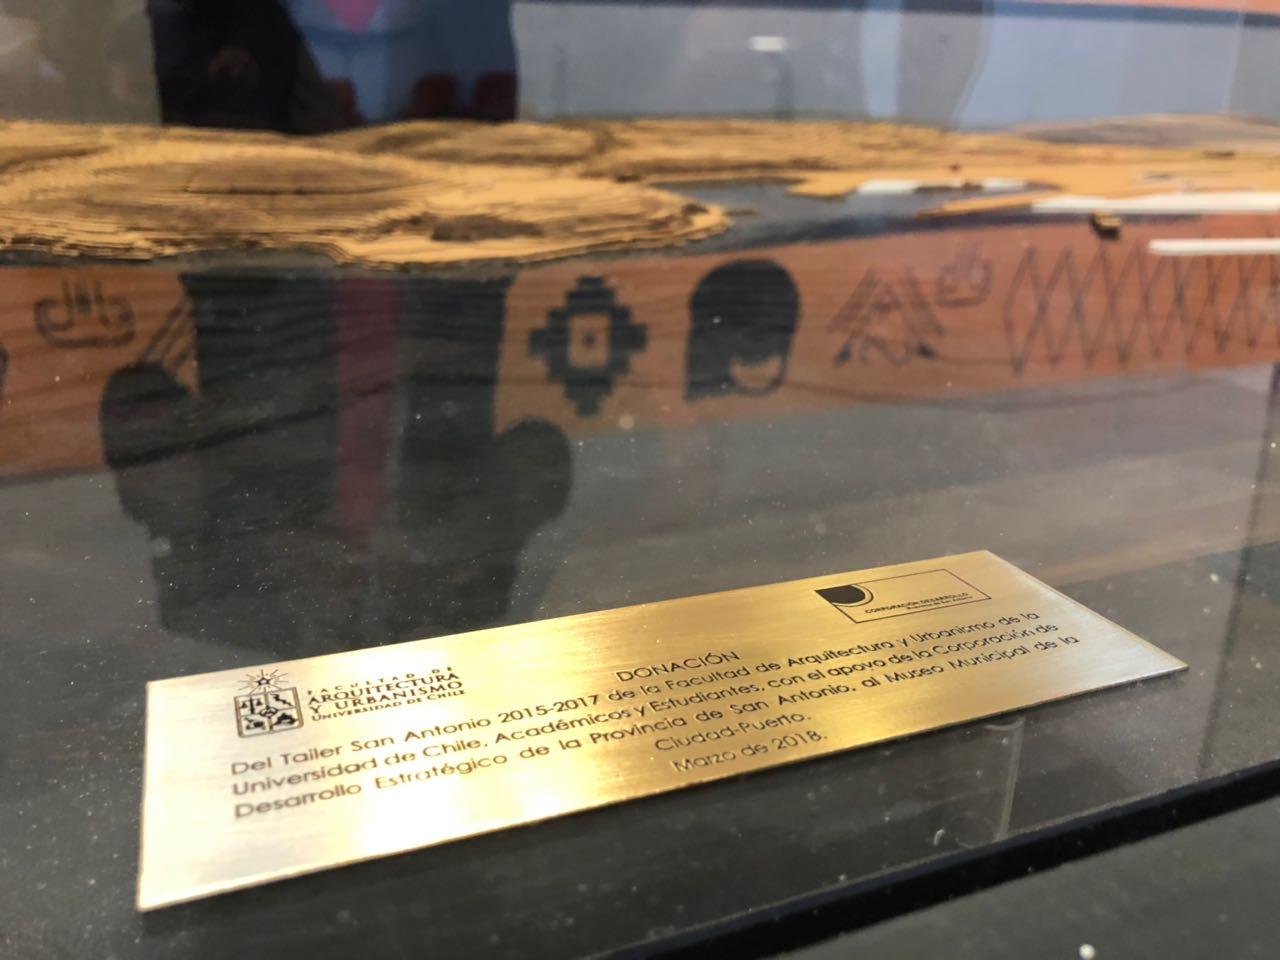 FACULTAD DE
ARQUITECTURA
Y URBANISMO
UNIVERSIDAD DE CHILE
CORPORACIÓN DESARROLLO
DONACIÓN
Del Taller San Antonio 2015-2017 de la Facultad de Arquitectura y Urbanismo de la
Universidad de Chile, Académicos y Estudiantes, con el apoyo de la Corporación de
Desarrollo Estratégico de la Provincia de San Antonio, al Museo Municipal de la
Ciudad-Puerto.
Marzo de 2018.